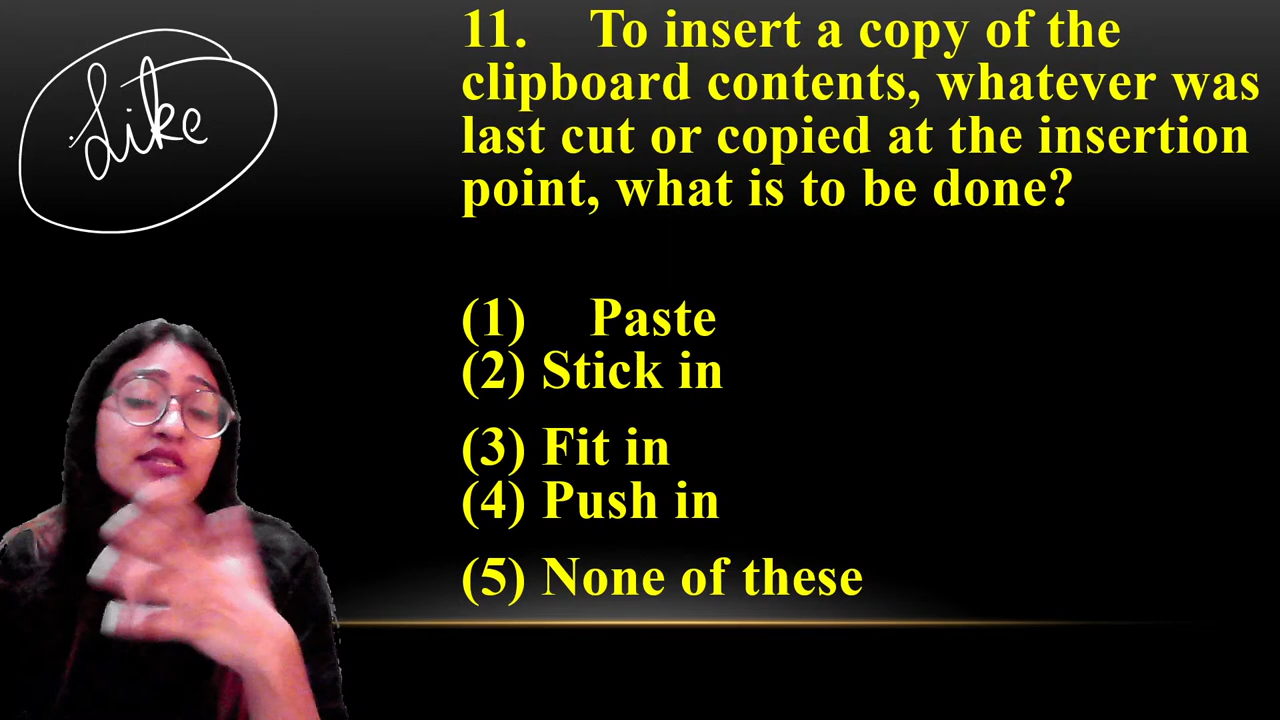 Like
11. To insert a copy of the
clipboard contents, whatever was
last cut or copied at the insertion
point, what is to be done?
(1) Paste
(2) Stick in
(3) Fit in
(4) Push in
(5) None of these